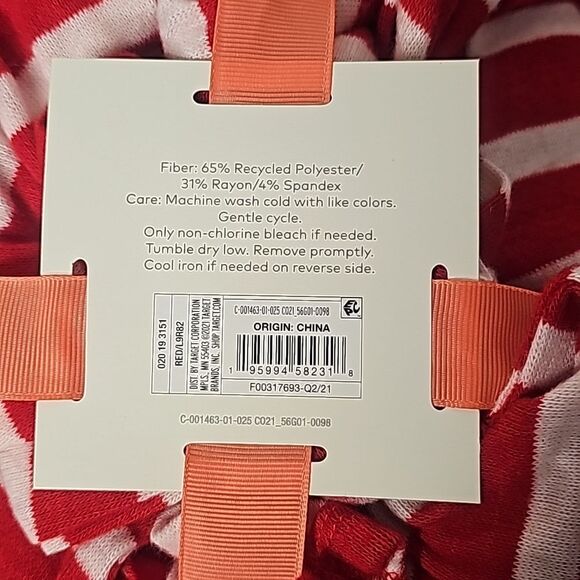 Fiber: 65% Recycled Polyester/
31% Rayon/4% Spandex
Care: Machine wash cold with like colors.
Gentle cycle.
Only non-chlorine bleach if needed.
Tumble dry low. Remove promptly.
Cool iron if needed on reverse side.
020 19 3151
RED/L9R82
DIST. BY TARGET CORPORATION
MPLS, MN 55403 ©2021 TARGET
BRANDS, INC. SHOP TARGET.COM
C-001463-01-025 C021_56G01-0098
ORIGIN: CHINA
1 95994 58231 8
F00317693-Q2/21
C-001463-01-025 C021_56G01-0098